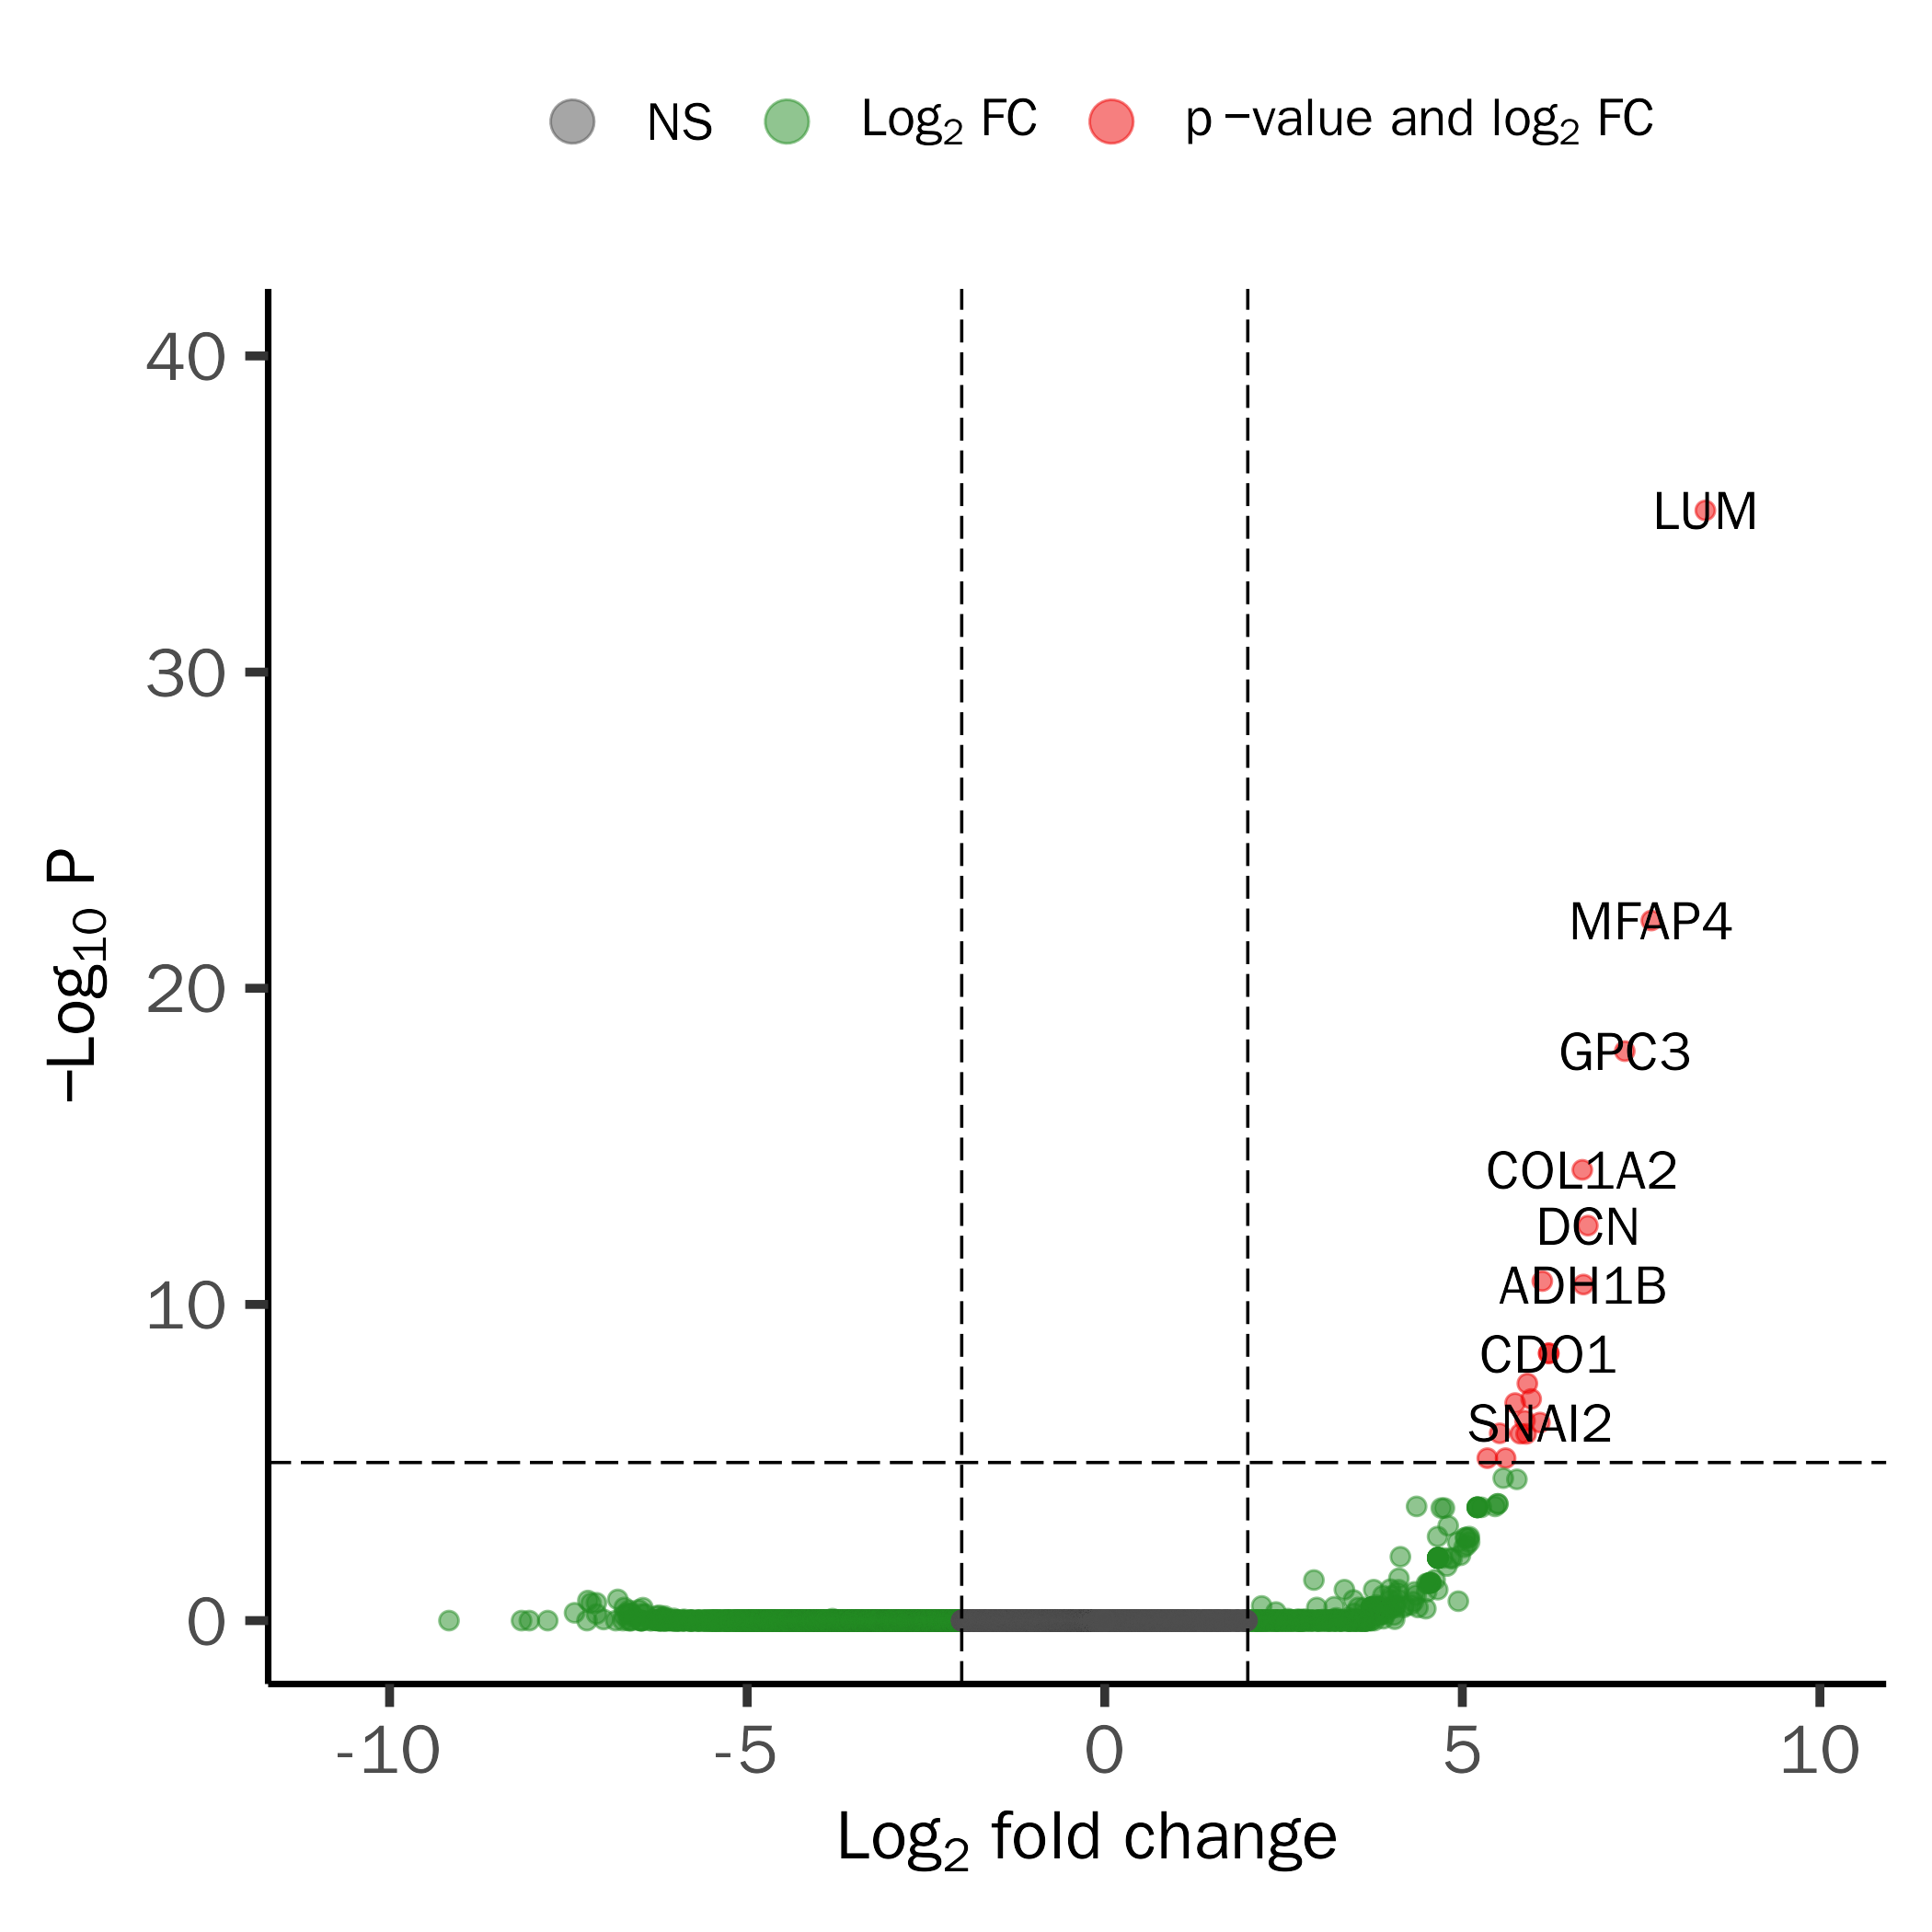 NS Log2 FC p −value and log2 FC
40
30
20
10
0
−Log10 P
LUM
MFAP4
GPC3
COL1A2
DCN
ADH1B
CDO1
SNAI2
-10 -5 0 5 10
Log2 fold change